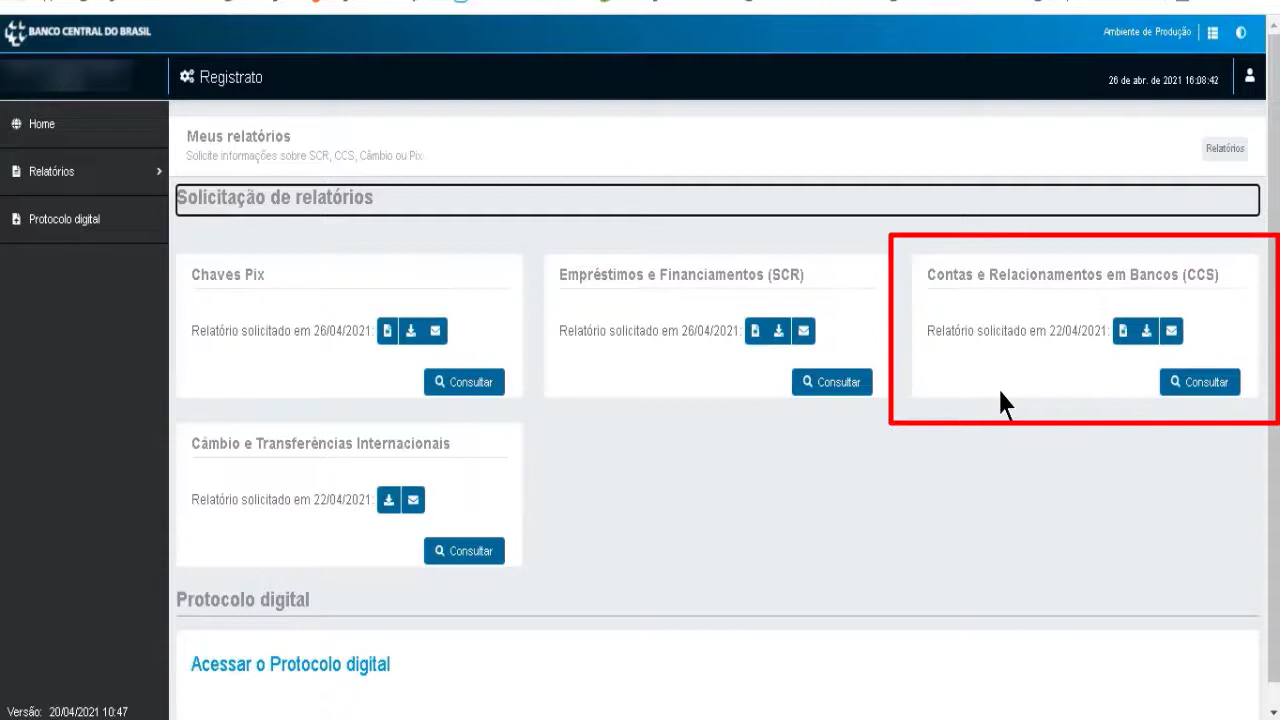 BANCO CENTRAL DO BRASIL
Ambiente de Produção
Registrato
26 de abr. de 2021 16:08:42
Home
Relatórios
Protocolo digital
Meus relatórios
Solicite informações sobre SCR, CCS, Câmbio ou Pix
Relatórios
Solicitação de relatórios
Chaves Pix
Relatório solicitado em 26/04/2021:
Consultar
Empréstimos e Financiamentos (SCR)
Relatório solicitado em 26/04/2021:
Consultar
Contas e Relacionamentos em Bancos (CCS)
Relatório solicitado em 22/04/2021:
Consultar
Câmbio e Transferências Internacionais
Relatório solicitado em 22/04/2021:
Consultar
Protocolo digital
Acessar o Protocolo digital
Versão: 20/04/2021 10:47